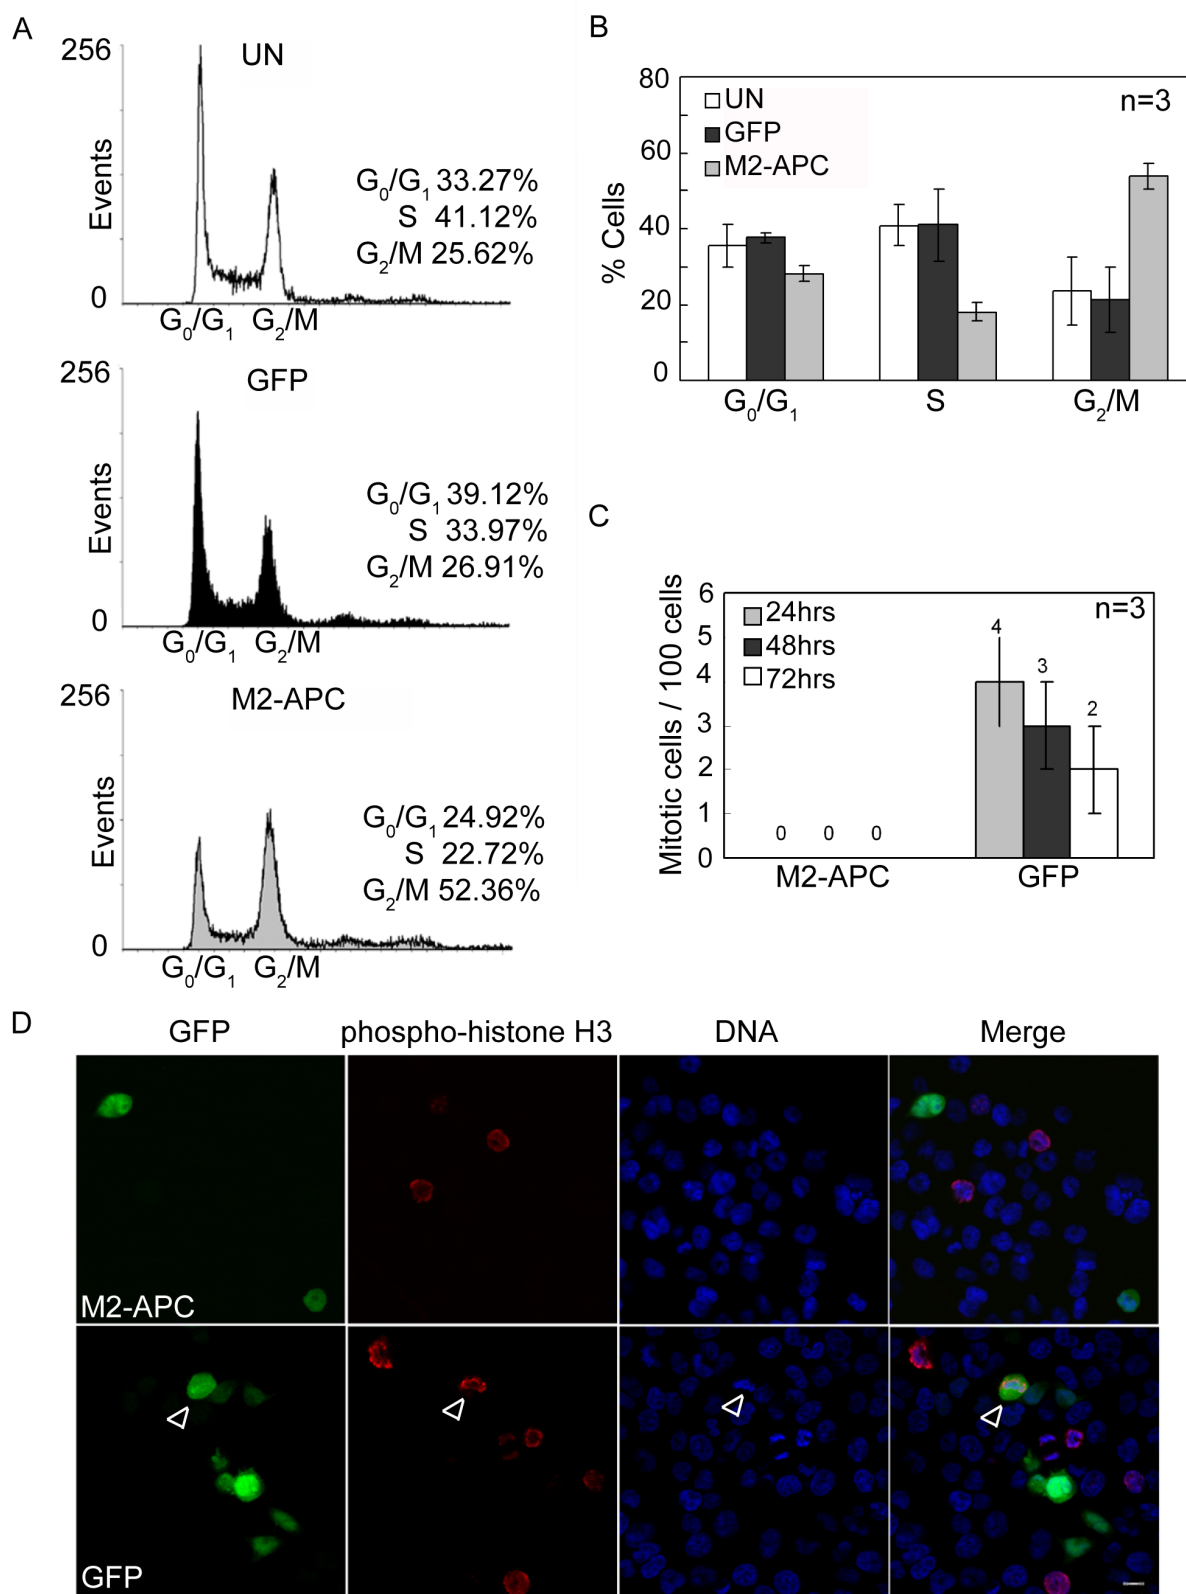 A
256
UN
Events
G0/G1 33.27%
S 41.12%
G2/M 25.62%
0
G0/G1 G2/M
256
GFP
Events
G0/G1 39.12%
S 33.97%
G2/M 26.91%
0
G0/G1 G2/M
256
M2-APC
Events
G0/G1 24.92%
S 22.72%
G2/M 52.36%
0
G0/G1 G2/M
B
80
60
40
20
0
% Cells
UN
GFP
M2-APC
n=3
G0/G1 S G2/M
C
6
5
4
3
2
1
0
Mitotic cells / 100 cells
24hrs
48hrs
72hrs
n=3
4
3
2
0 0 0
M2-APC GFP
D
GFP phospho-histone H3 DNA Merge
M2-APC
GFP